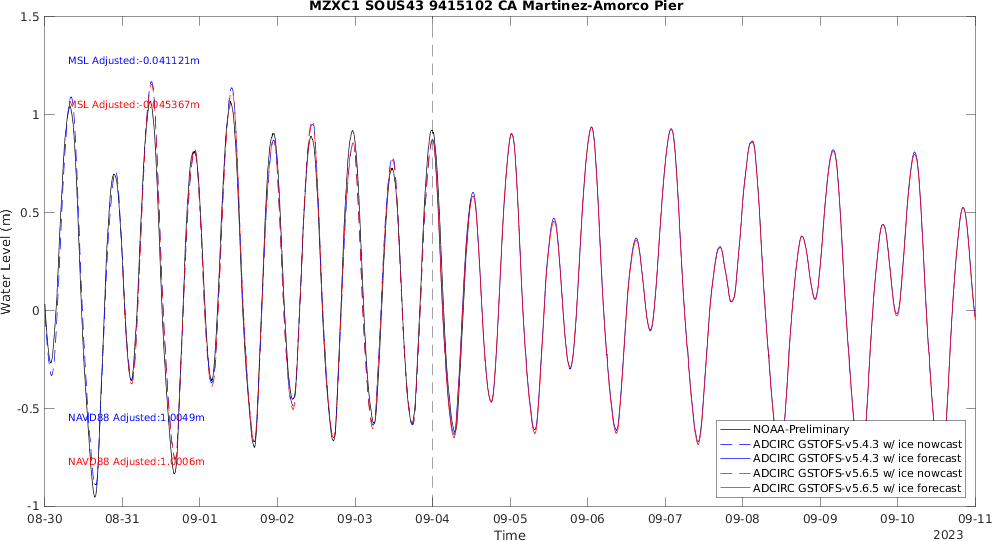 MZXC1 SOUS43 9415102 CA Martinez-Amorco Pier
1.5
1
0.5
0
-0.5
-1
Water Level (m)
MSL Adjusted:-0.041121m
MSL Adjusted:-0.045367m
NAVD88 Adjusted:1.0049m
NAVD88 Adjusted:1.0006m
NOAA-Preliminary
ADCIRC GSTOFS-v5.4.3 w/ ice nowcast
ADCIRC GSTOFS-v5.4.3 w/ ice forecast
ADCIRC GSTOFS-v5.6.5 w/ ice nowcast
ADCIRC GSTOFS-v5.6.5 w/ ice forecast
08-30 08-31 09-01 09-02 09-03 09-04 09-05 09-06 09-07 09-08 09-09 09-10 09-11
Time
2023